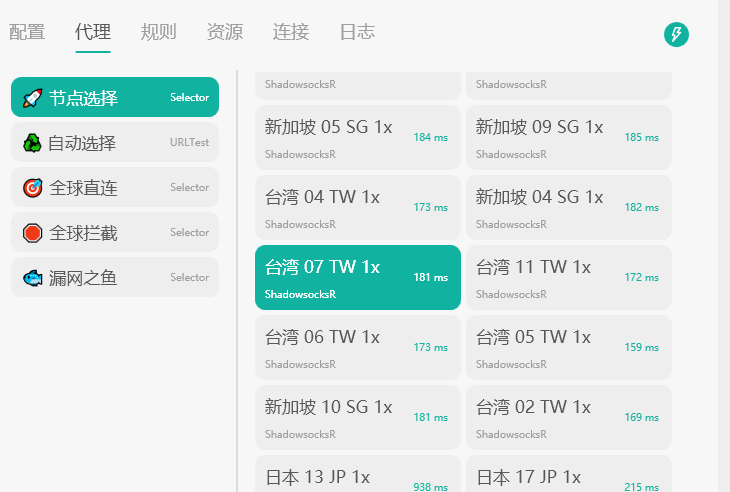 配置 代理 规则 资源 连接 日志
节点选择 Selector
自动选择 URLTest
全球直连 Selector
全球拦截 Selector
漏网之鱼 Selector
ShadowsocksR ShadowsocksR
新加坡 05 SG 1x 184 ms 新加坡 09 SG 1x 185 ms
ShadowsocksR ShadowsocksR
台湾 04 TW 1x 173 ms 新加坡 04 SG 1x 182 ms
ShadowsocksR ShadowsocksR
台湾 07 TW 1x 181 ms 台湾 11 TW 1x 172 ms
ShadowsocksR ShadowsocksR
台湾 06 TW 1x 173 ms 台湾 05 TW 1x 159 ms
ShadowsocksR ShadowsocksR
新加坡 10 SG 1x 181 ms 台湾 02 TW 1x 169 ms
ShadowsocksR ShadowsocksR
日本 13 JP 1x 938 ms 日本 17 JP 1x 215 ms